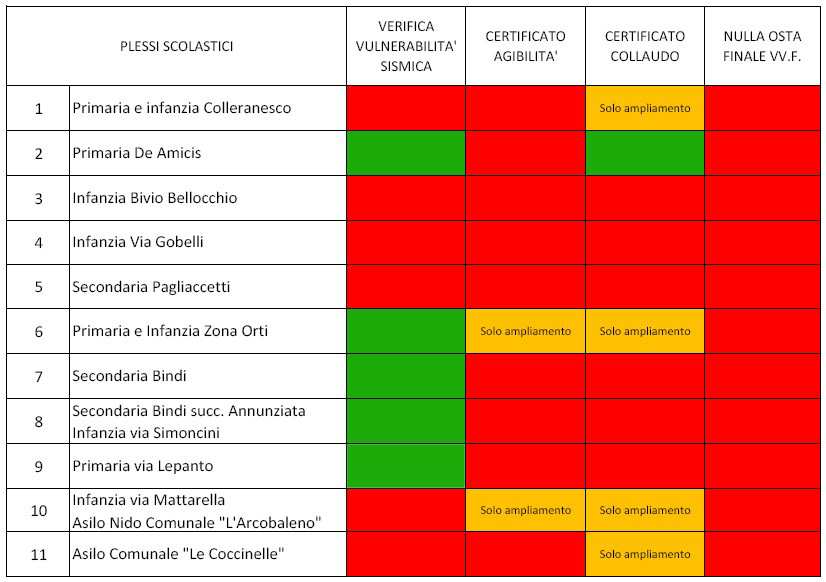 PLESSI SCOLASTICI
VERIFICA
VULNERABILITA'
SISMICA
CERTIFICATO
AGIBILITA'
CERTIFICATO
COLLAUDO
NULLA OSTA
FINALE VV.F.
1 Primaria e infanzia Colleranesco Solo ampliamento
2 Primaria De Amicis
3 Infanzia Bivio Bellocchio
4 Infanzia Via Gobelli
5 Secondaria Pagliaccetti
6 Primaria e Infanzia Zona Orti Solo ampliamento Solo ampliamento
7 Secondaria Bindi
8 Secondaria Bindi succ. Annunziata
Infanzia via Simoncini
9 Primaria via Lepanto
10 Infanzia via Mattarella
Asilo Nido Comunale "L'Arcobaleno" Solo ampliamento Solo ampliamento
11 Asilo Comunale "Le Coccinelle" Solo ampliamento